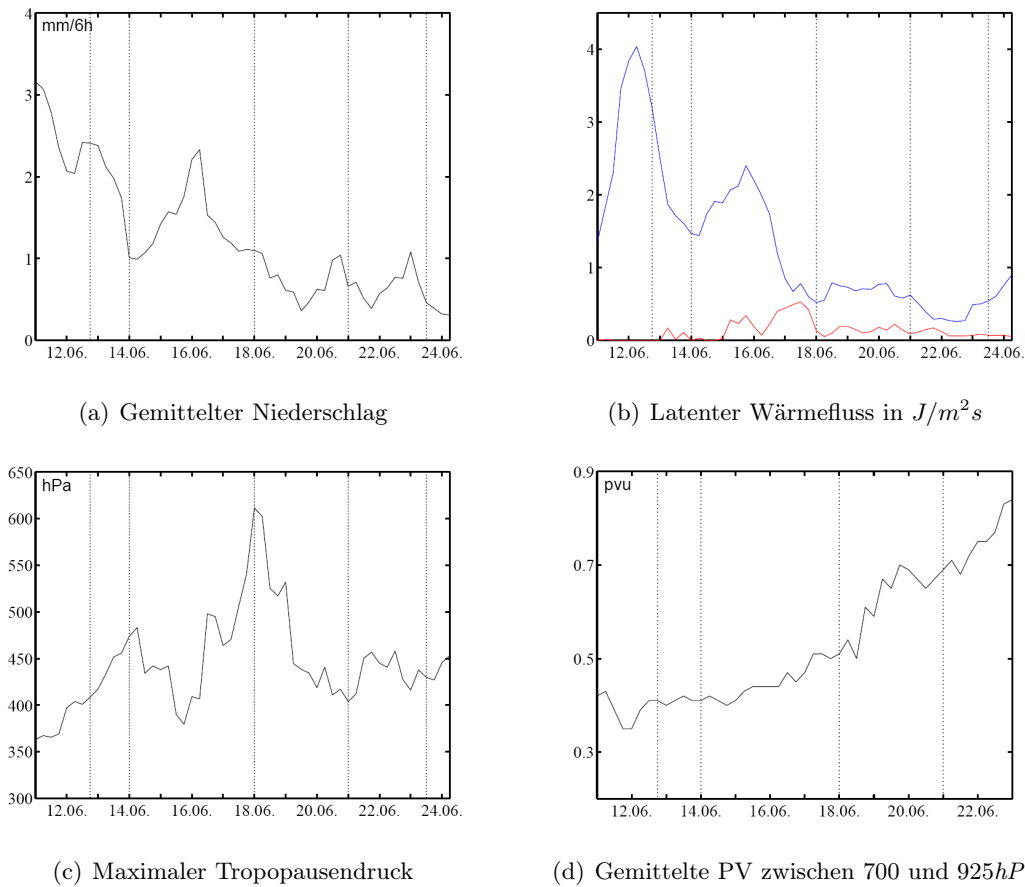 4
mm/6h
3
2
1
0
12.06. 14.06. 16.06. 18.06. 20.06. 22.06. 24.06.
(a) Gemittelter Niederschlag
4
3
2
1
0
12.06. 14.06. 16.06. 18.06. 20.06. 22.06. 24.06.
(b) Latenter Wärmefluss in J/m²s
650
hPa
600
550
500
450
400
350
300
12.06. 14.06. 16.06. 18.06. 20.06. 22.06. 24.06.
(c) Maximaler Tropopausendruck
0.9
pvu
0.7
0.5
0.3
12.06. 14.06. 16.06. 18.06. 20.06. 22.06.
(d) Gemittelte PV zwischen 700 und 925hP